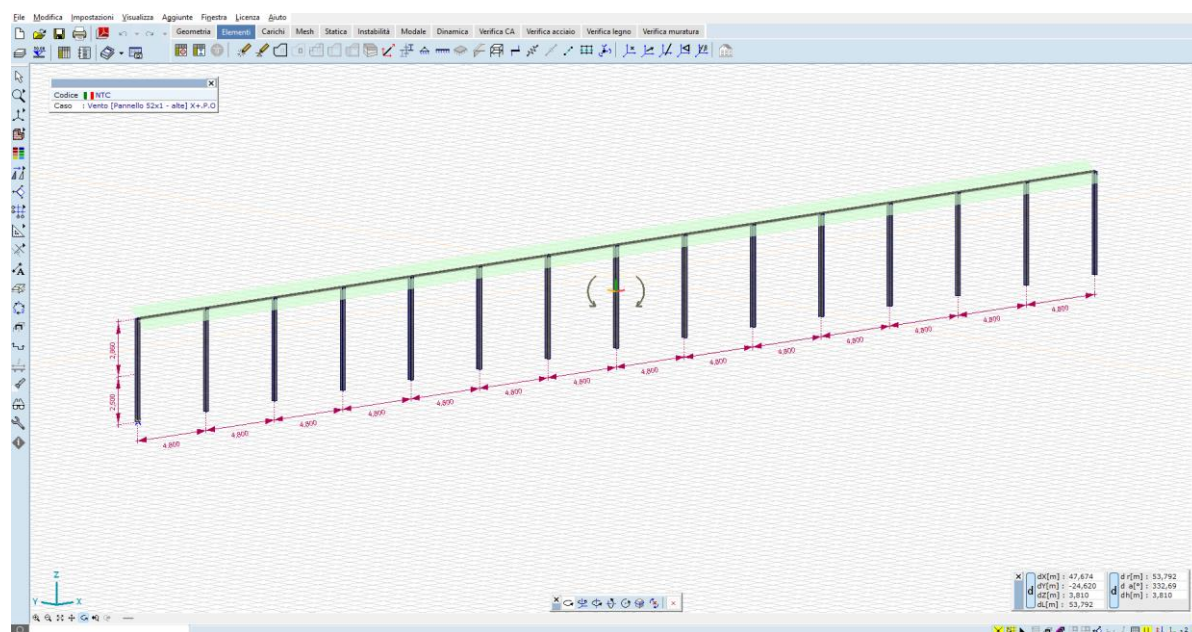 File Modifica Impostazioni Visualizza Aggiunte Finestra Licenza Aiuto
Geometria Elementi Carichi Mesh Statica Instabilità Modale Dinamica Verifica CA Verifica acciaio Verifica legno Verifica muratura
Codice NTC
Caso : Vento [Pannello 52x1 - alte] X+.P.O
2,860
2,500
4,800
4,800
4,800
4,800
4,800
4,800
4,800
4,800
4,800
4,800
4,800
4,800
4,800
4,800
Z
Y
X
dX[m] : 47,674
dY[m] : -24,620
dZ[m] : 3,810
dL[m] : 53,792
d
d r[m] : 53,792
d a[°] : 332,69
dh[m] : 3,810
d